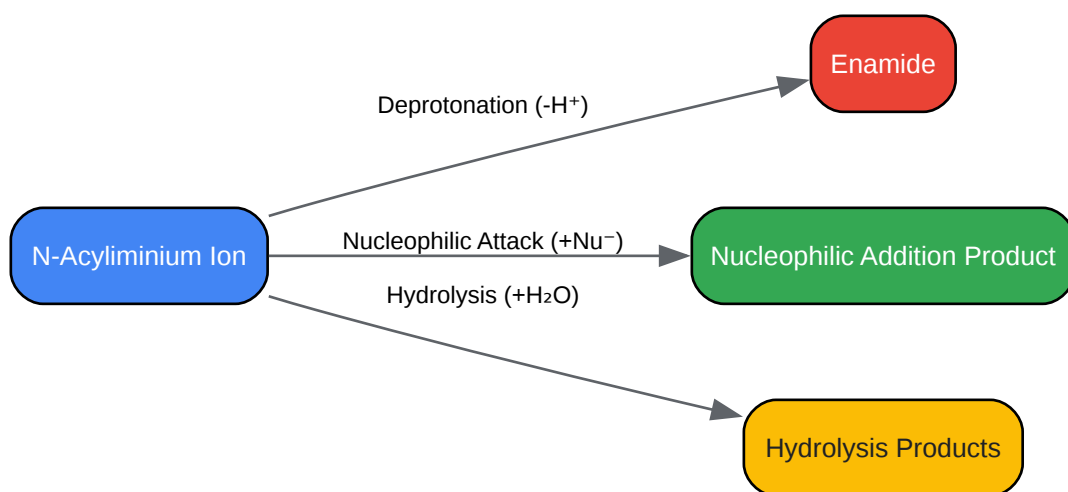 Enamide
Deprotonation (-H⁺)
N-Acyliminium Ion
Nucleophilic Attack (+Nu⁻)
Nucleophilic Addition Product
Hydrolysis (+H₂O)
Hydrolysis Products